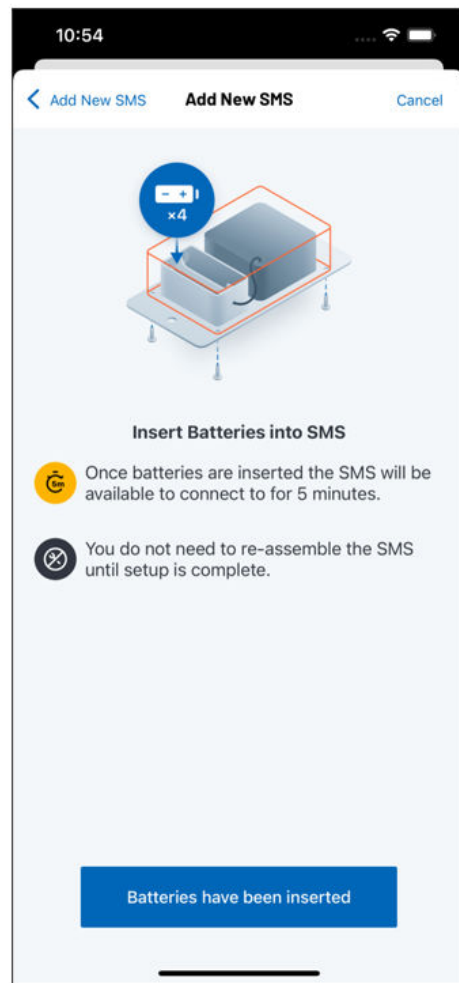 10:54
Add New SMS
Add New SMS
Cancel
- +
×4
Insert Batteries into SMS
5m
Once batteries are inserted the SMS will be
available to connect to for 5 minutes.
You do not need to re-assemble the SMS
until setup is complete.
Batteries have been inserted